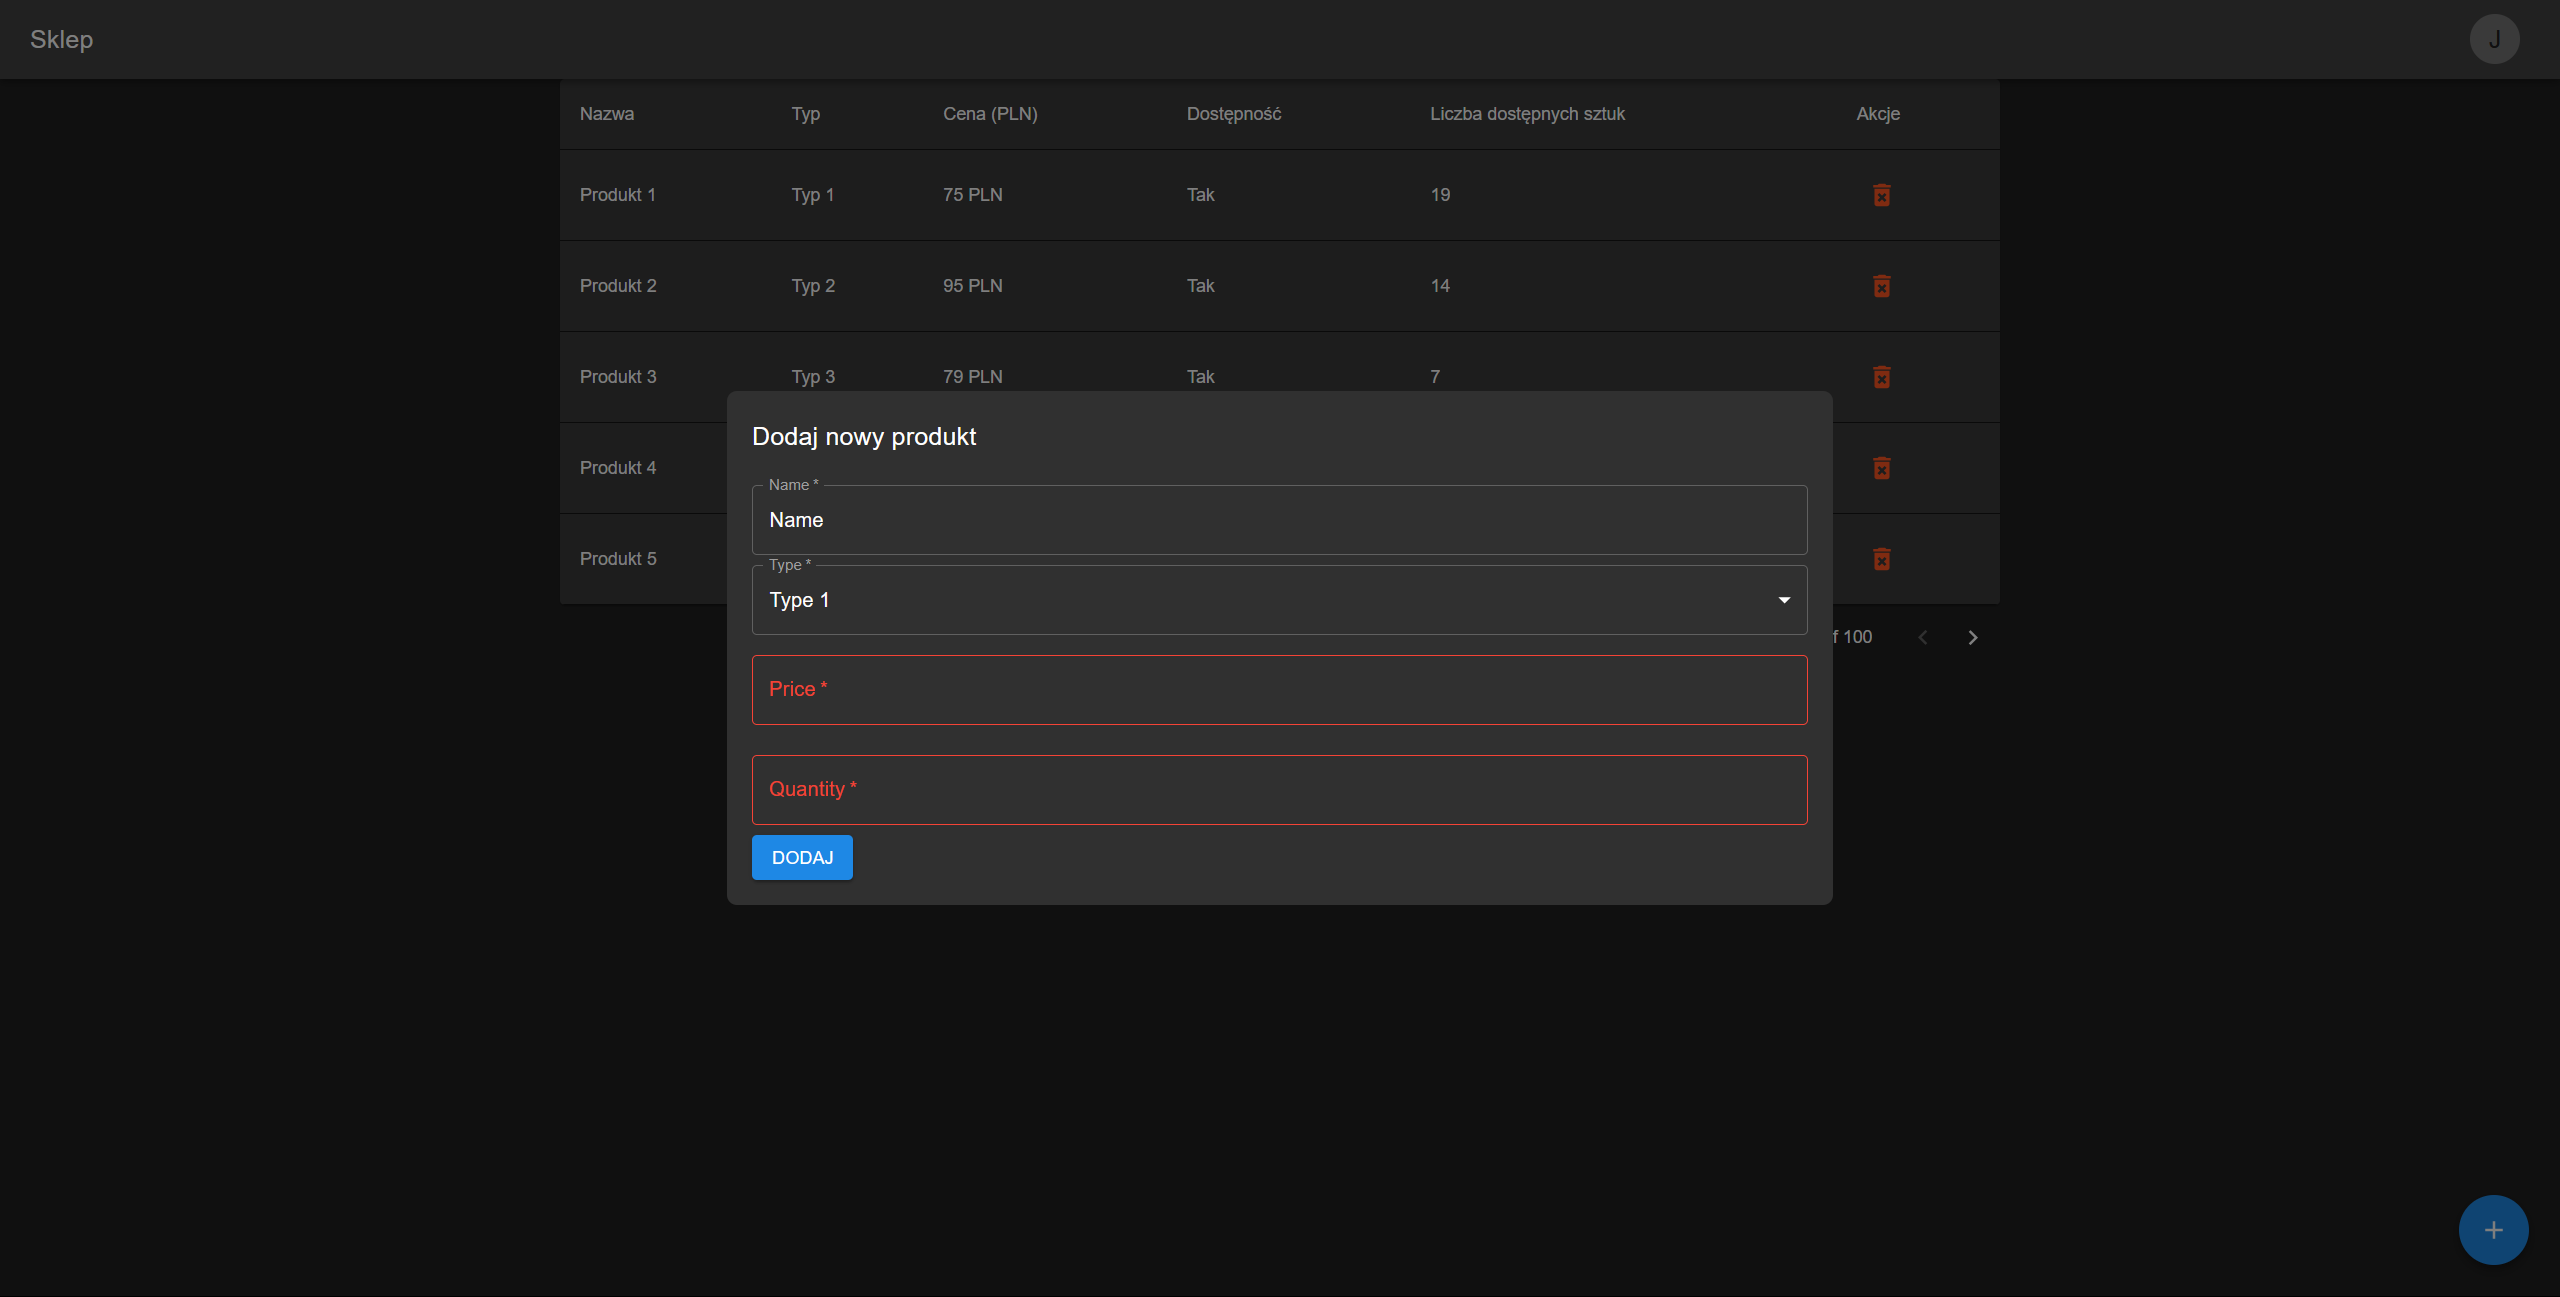 Sklep
J
Nazwa Typ Cena (PLN) Dostępność Liczba dostępnych sztuk Akcje
Produkt 1 Typ 1 75 PLN Tak 19
Produkt 2 Typ 2 95 PLN Tak 14
Produkt 3 Typ 3 79 PLN Tak 7
Produkt 4
Produkt 5
f 100
Dodaj nowy produkt
Name *
Name
Type *
Type 1
Price *
Quantity *
DODAJ